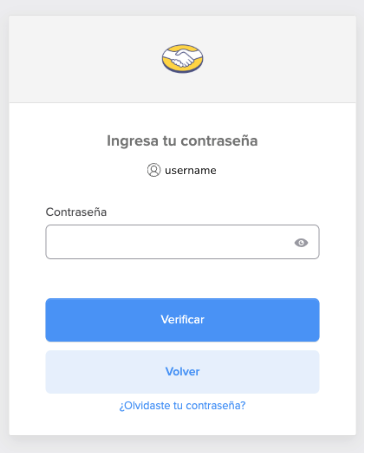 Ingresa tu contraseña
username
Contraseña
Verificar
Volver
¿Olvidaste tu contraseña?